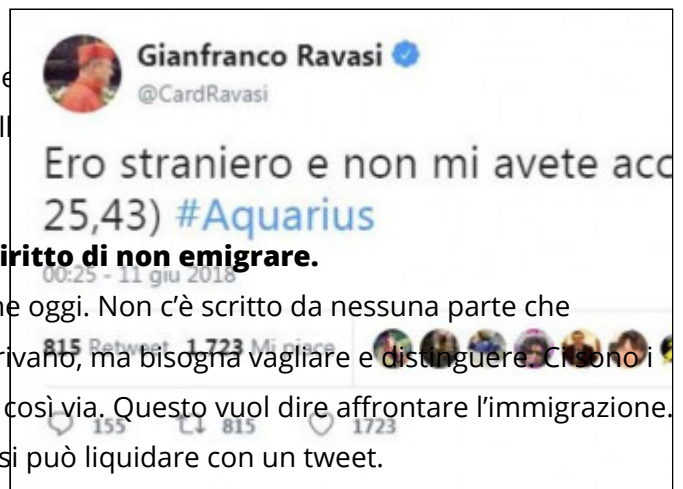 Gianfranco Ravasi
@CardRavasi
Ero straniero e non mi avete
25,43) #Aquarius
iritto di non emigrare.
00:25 - 11 giu 2018
oggi. Non c’è scritto da nessuna parte che
815 Retweet 1.723 Mi piace
rivano, ma bisogna vagliare e distinguere. Ci sono i
così via. Questo vuol dire affrontare l’immigrazione.
155 815 1723
si può liquidare con un tweet.